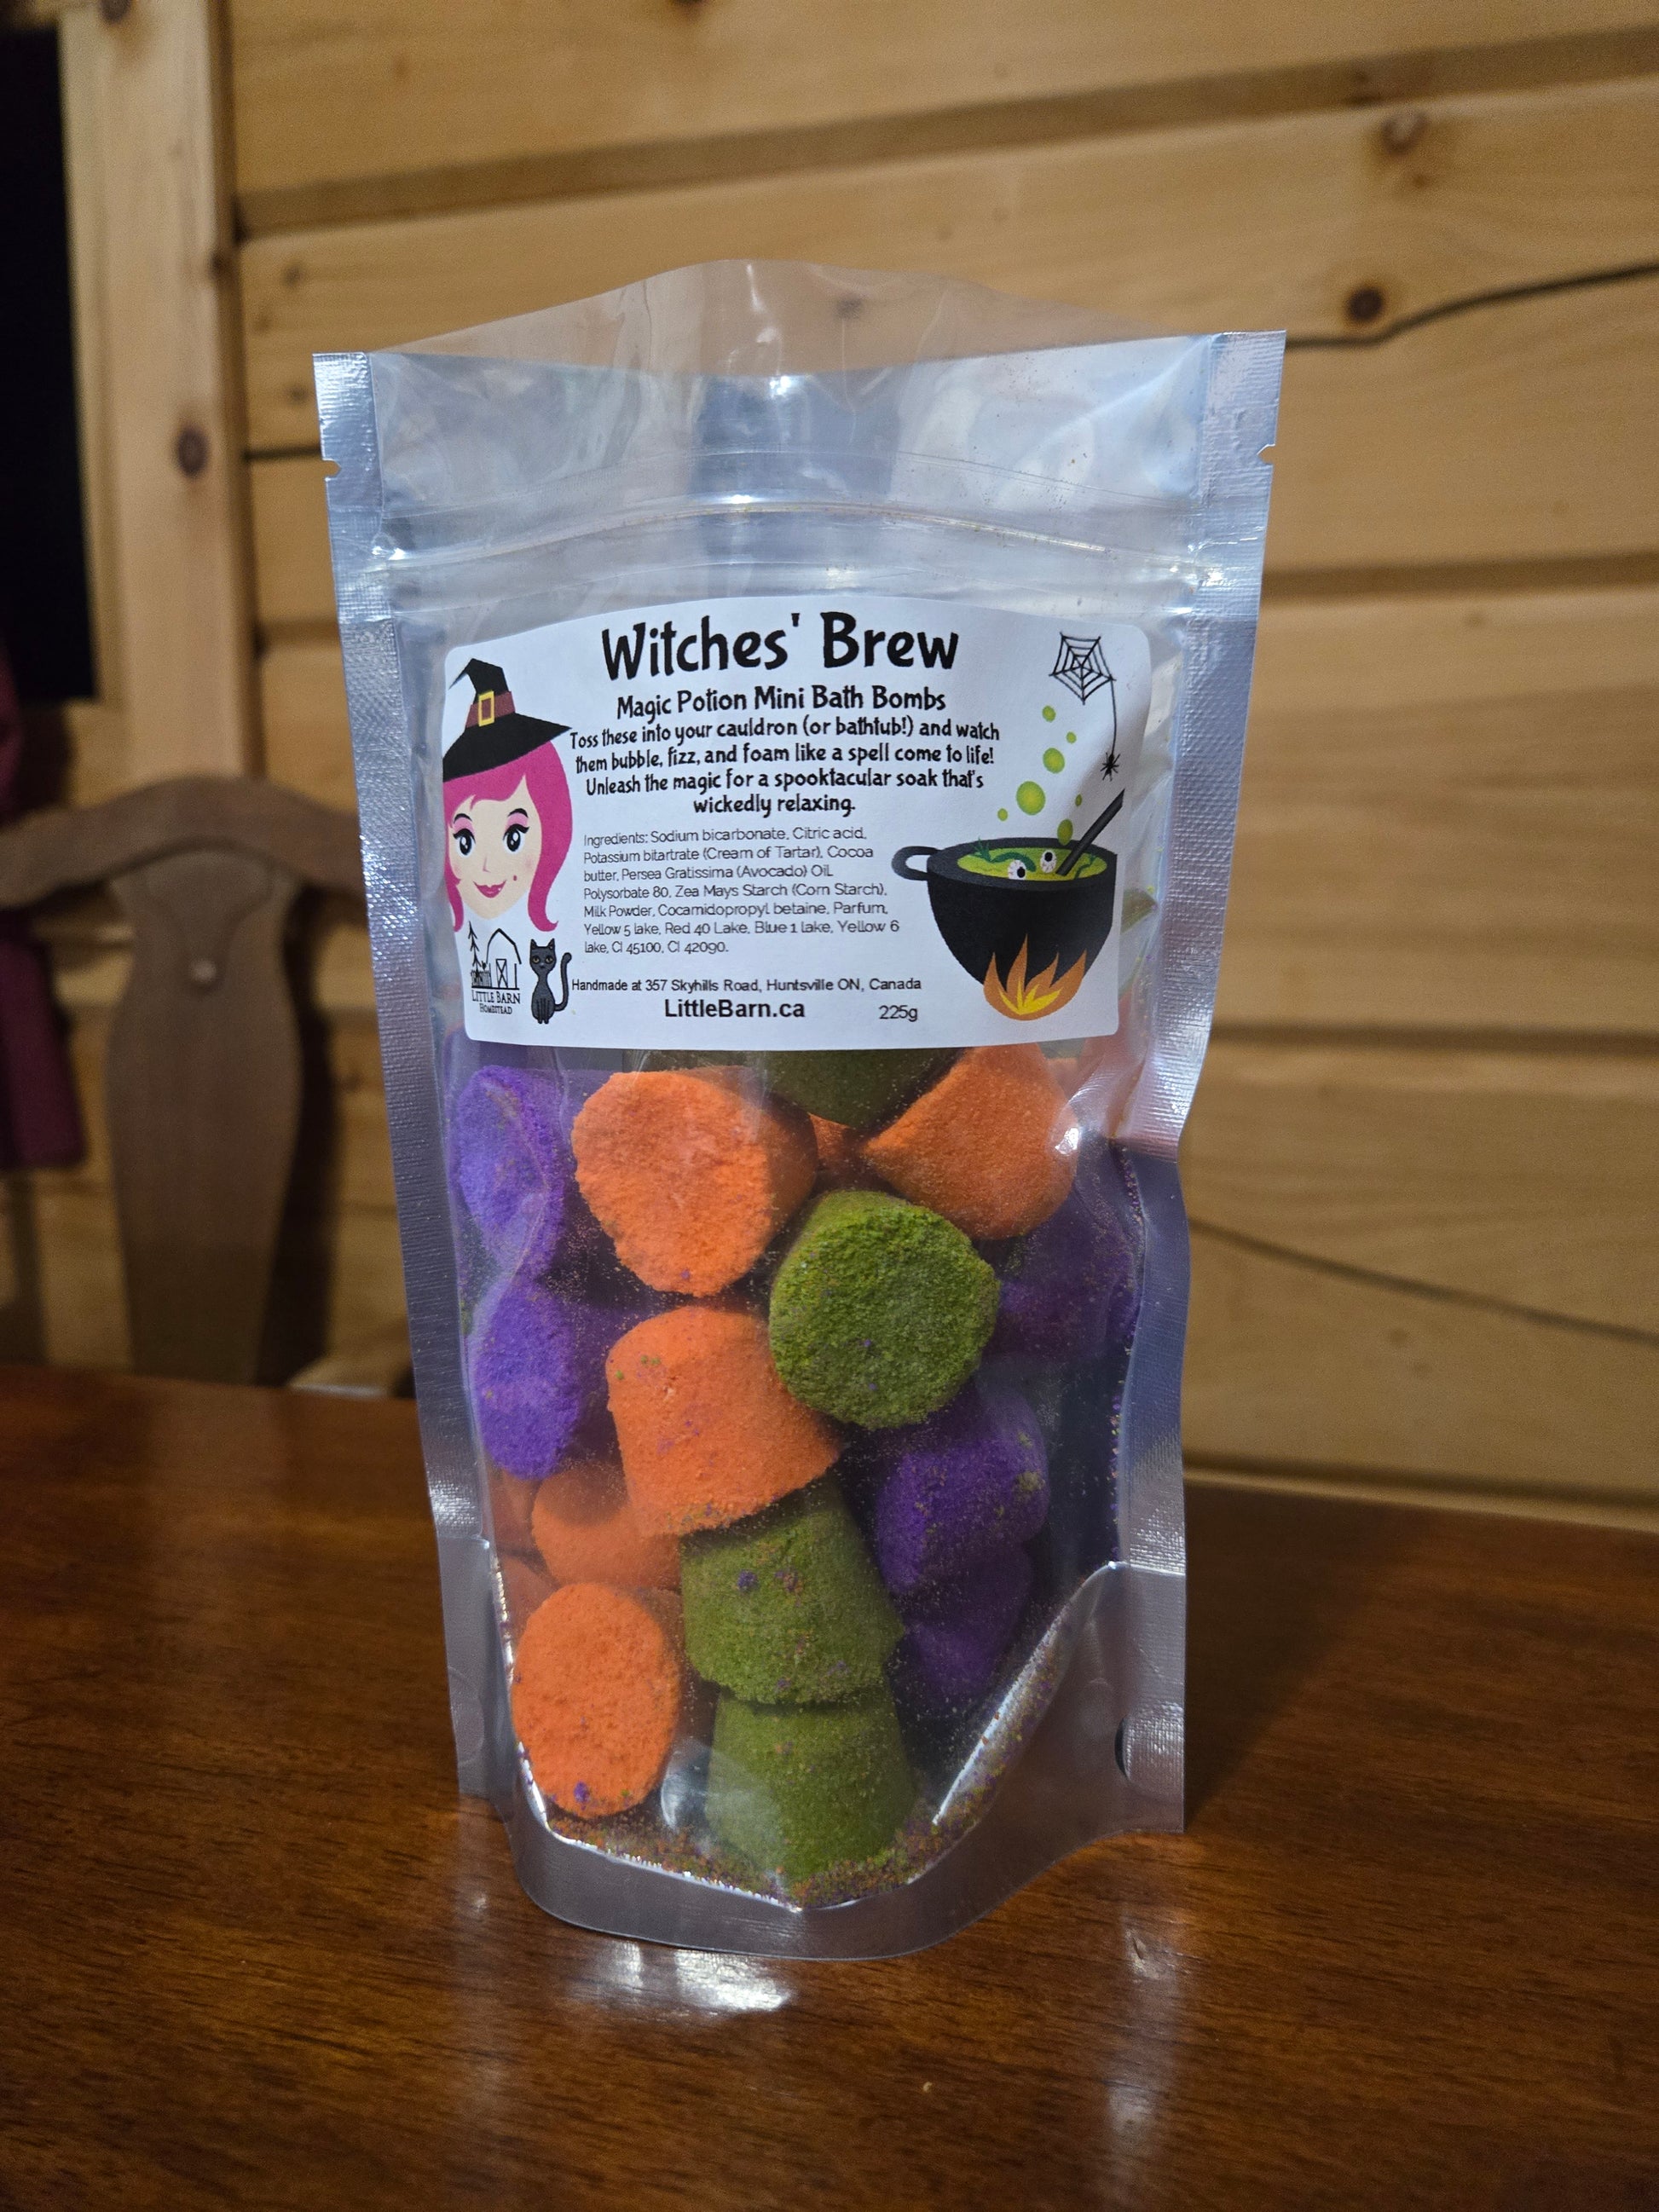 Witches' Brew
Magic Potion Mini Bath Bombs
Toss these into your cauldron (or bathtub!) and watch
them bubble, fizz, and foam like a spell come to life!
Unleash the magic for a spooktacular soak that's
wickedly relaxing.
Ingredients: Sodium bicarbonate, Citric acid,
Potassium bitartrate (Cream of Tartar), Cocoa
butter, Persea Gratissima (Avocado) Oil,
Polysorbate 80, Zea Mays Starch (Corn Starch),
Milk Powder, Cocamidopropyl betaine, Parfum,
Yellow 5 lake, Red 40 Lake, Blue 1 lake, Yellow 6
lake, CI 45100, CI 42090.
LITTLE BARN
HOMESTEAD
Handmade at 357 Skyhills Road, Huntsville ON, Canada
LittleBarn.ca 225g